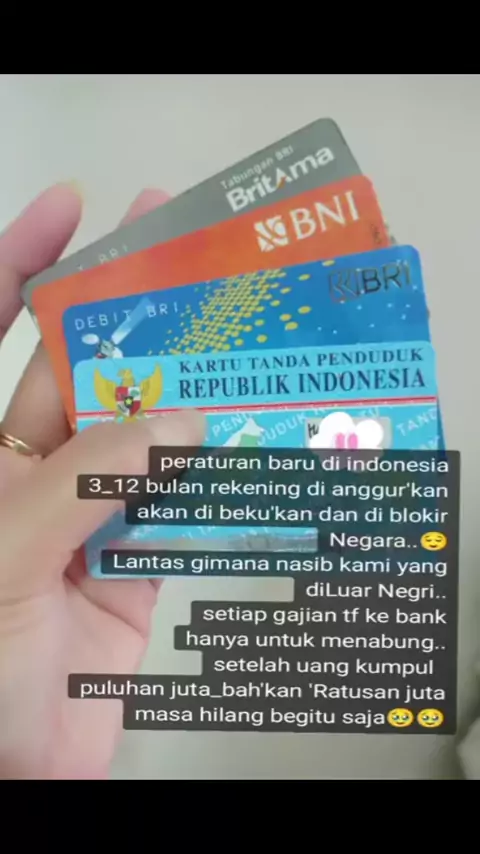 Tabungan BRI
BritAma
BNI
BRI
DEBIT BRI
KARTU TANDA PENDUDUK
REPUBLIK INDONESIA
peraturan baru di indonesia
3_12 bulan rekening di anggur'kan
akan di beku'kan dan di blokir
Negara..😌
Lantas gimana nasib kami yang
diLuar Negri..
setiap gajian tf ke bank
hanya untuk menabung..
setelah uang kumpul
puluhan juta_bah'kan 'Ratusan juta
masa hilang begitu saja🥹🥹